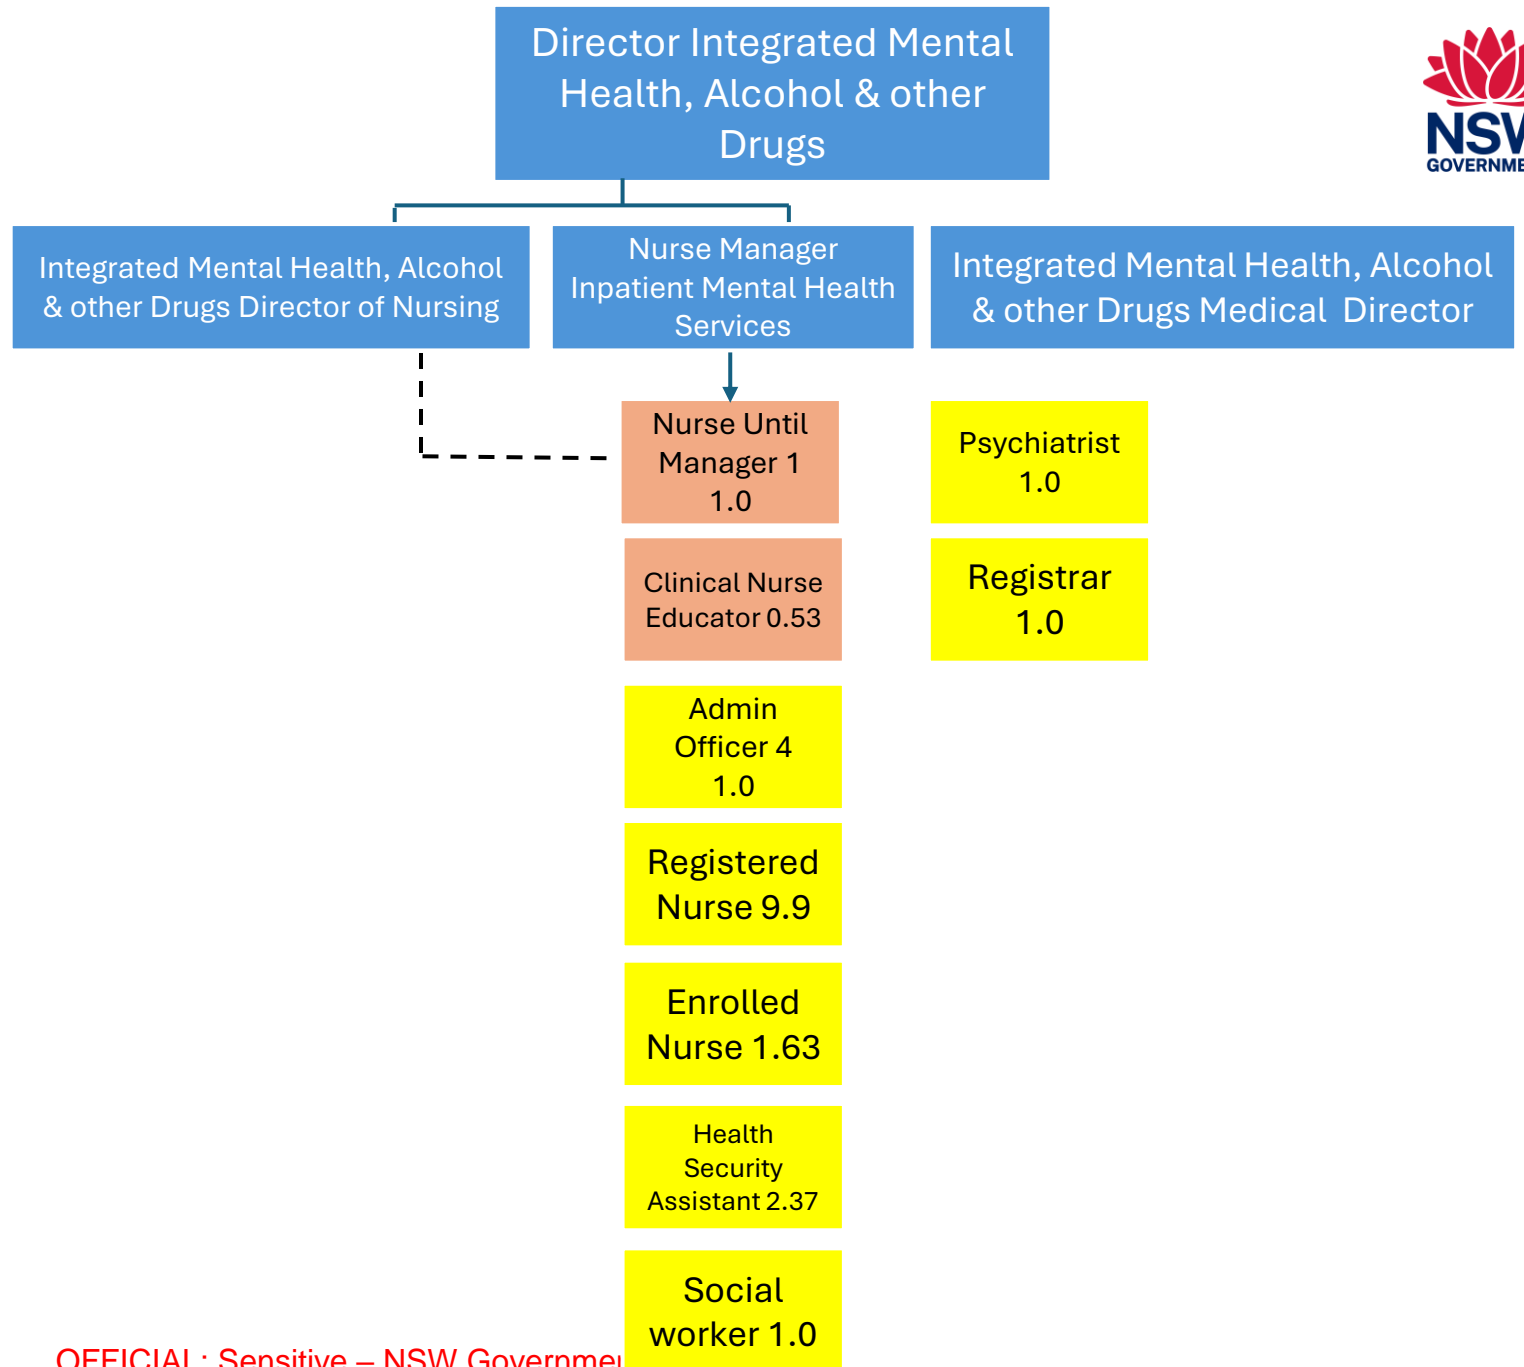 Director Integrated Mental
Health, Alcohol & other
Drugs
NSW
GOVERNMENT
Integrated Mental Health, Alcohol
& other Drugs Director of Nursing
Nurse Manager
Inpatient Mental Health
Services
Integrated Mental Health, Alcohol
& other Drugs Medical Director
Nurse Until
Manager 1
1.0
Psychiatrist
1.0
Clinical Nurse
Educator 0.53
Registrar
1.0
Admin
Officer 4
1.0
Registered
Nurse 9.9
Enrolled
Nurse 1.63
Health
Security
Assistant 2.37
Social
worker 1.0
OFFICIAL: Sensitive – NSW Government